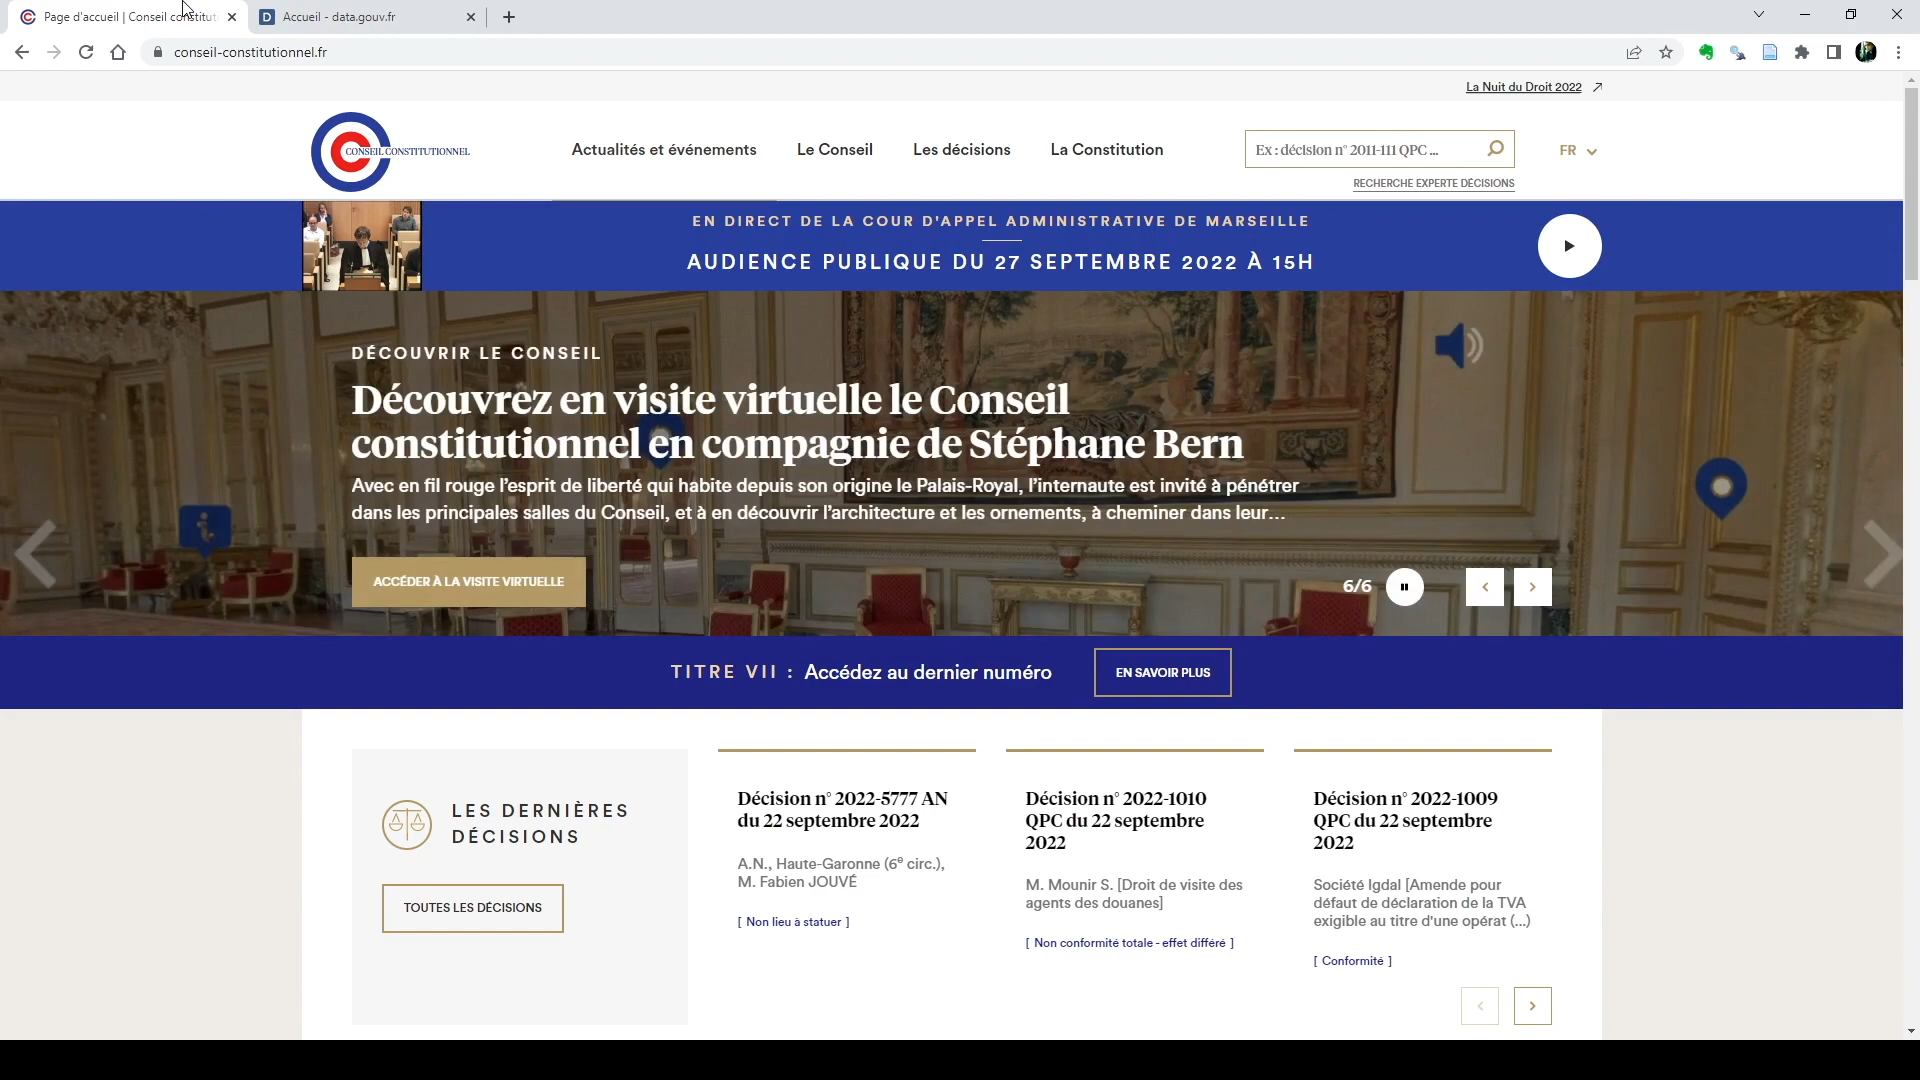 Page d'accueil | Conseil constitut
Accueil - data.gouv.fr
conseil-constitutionnel.fr
La Nuit du Droit 2022
CONSEIL CONSTITUTIONNEL
Actualités et événements
Le Conseil
Les décisions
La Constitution
Ex : décision n° 2011-111 QPC ...
FR
RECHERCHE EXPERTE DÉCISIONS
EN DIRECT DE LA COUR D'APPEL ADMINISTRATIVE DE MARSEILLE
AUDIENCE PUBLIQUE DU 27 SEPTEMBRE 2022 À 15H
DÉCOUVRIR LE CONSEIL
Découvrez en visite virtuelle le Conseil
constitutionnel en compagnie de Stéphane Bern
Avec en fil rouge l'esprit de liberté qui habite depuis son origine le Palais-Royal, l'internaute est invité à pénétrer
dans les principales salles du Conseil, et à en découvrir l'architecture et les ornements, à cheminer dans leur...
ACCÉDER À LA VISITE VIRTUELLE
6/6
TITRE VII : Accédez au dernier numéro
EN SAVOIR PLUS
LES DERNIÈRES
DÉCISIONS
TOUTES LES DÉCISIONS
Décision n° 2022-5777 AN
du 22 septembre 2022
A.N., Haute-Garonne (6e circ.),
M. Fabien JOUVÉ
[ Non lieu à statuer ]
Décision n° 2022-1010
QPC du 22 septembre
2022
M. Mounir S. [Droit de visite des
agents des douanes]
[ Non conformité totale - effet différé ]
Décision n° 2022-1009
QPC du 22 septembre
2022
Société Igdal [Amende pour
défaut de déclaration de la TVA
exigible au titre d'une opérat (...)
[ Conformité ]